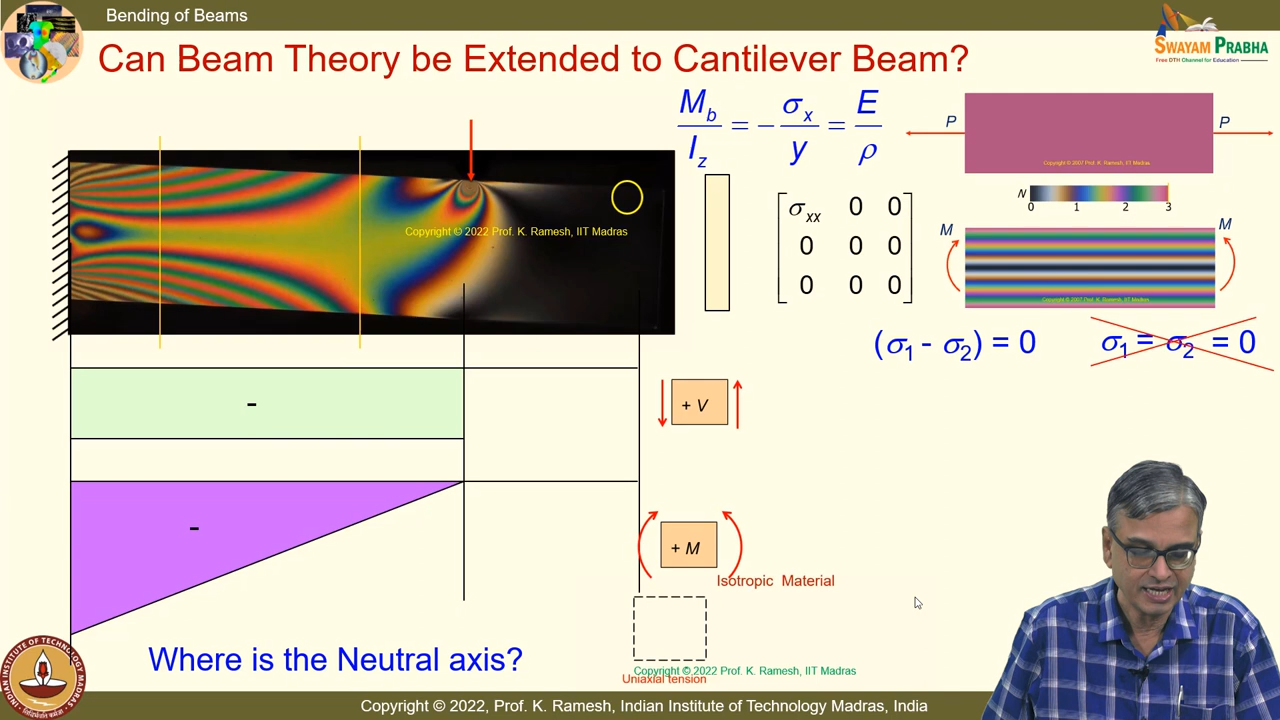 Bending of Beams
SWAYAM PRABHA
Free DTH Channel for Education
Can Beam Theory be Extended to Cantilever Beam?
M_b / I_z = - σ_x / y = E / ρ
P P
Copyright © 2007 Prof. K. Ramesh, IIT Madras
N 0 1 2 3
σ_xx 0 0
0 0 0
0 0 0
M M
Copyright © 2007 Prof. K. Ramesh, IIT Madras
Copyright © 2022 Prof. K. Ramesh, IIT Madras
(σ1 - σ2) = 0 σ1 = σ2 = 0
-
+ V
-
+ M
Isotropic Material
Where is the Neutral axis?
Copyright ©2022 Prof. K. Ramesh, IIT Madras
Uniaxial tension
Copyright © 2022, Prof. K. Ramesh, Indian Institute of Technology Madras, India